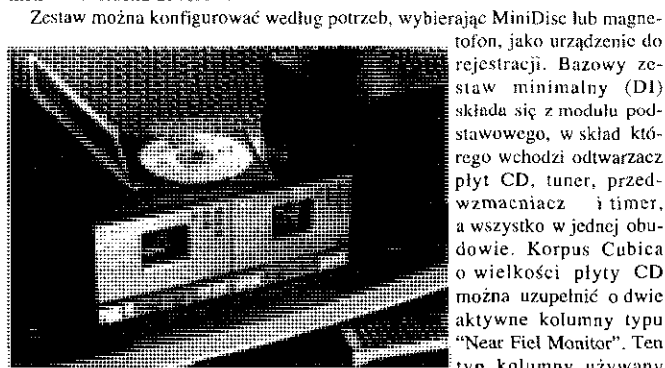 Zestaw można konfigurować według potrzeb, wybierając MiniDisc lub magne-
tofon, jako urządzenie do
rejestracji. Bazowy ze-
staw minimalny (D1)
składa się z modułu pod-
stawowego, w skład któ-
rego wchodzi odtwarzacz
płyt CD, tuner, przed-
wzmacniacz i timer,
a wszystko w jednej obu-
dowie. Korpus Cubica
o wielkości płyty CD
można uzupełnić o dwie
aktywne kolumny typu
“Near Fiel Monitor”. Ten
typ kolumny używany